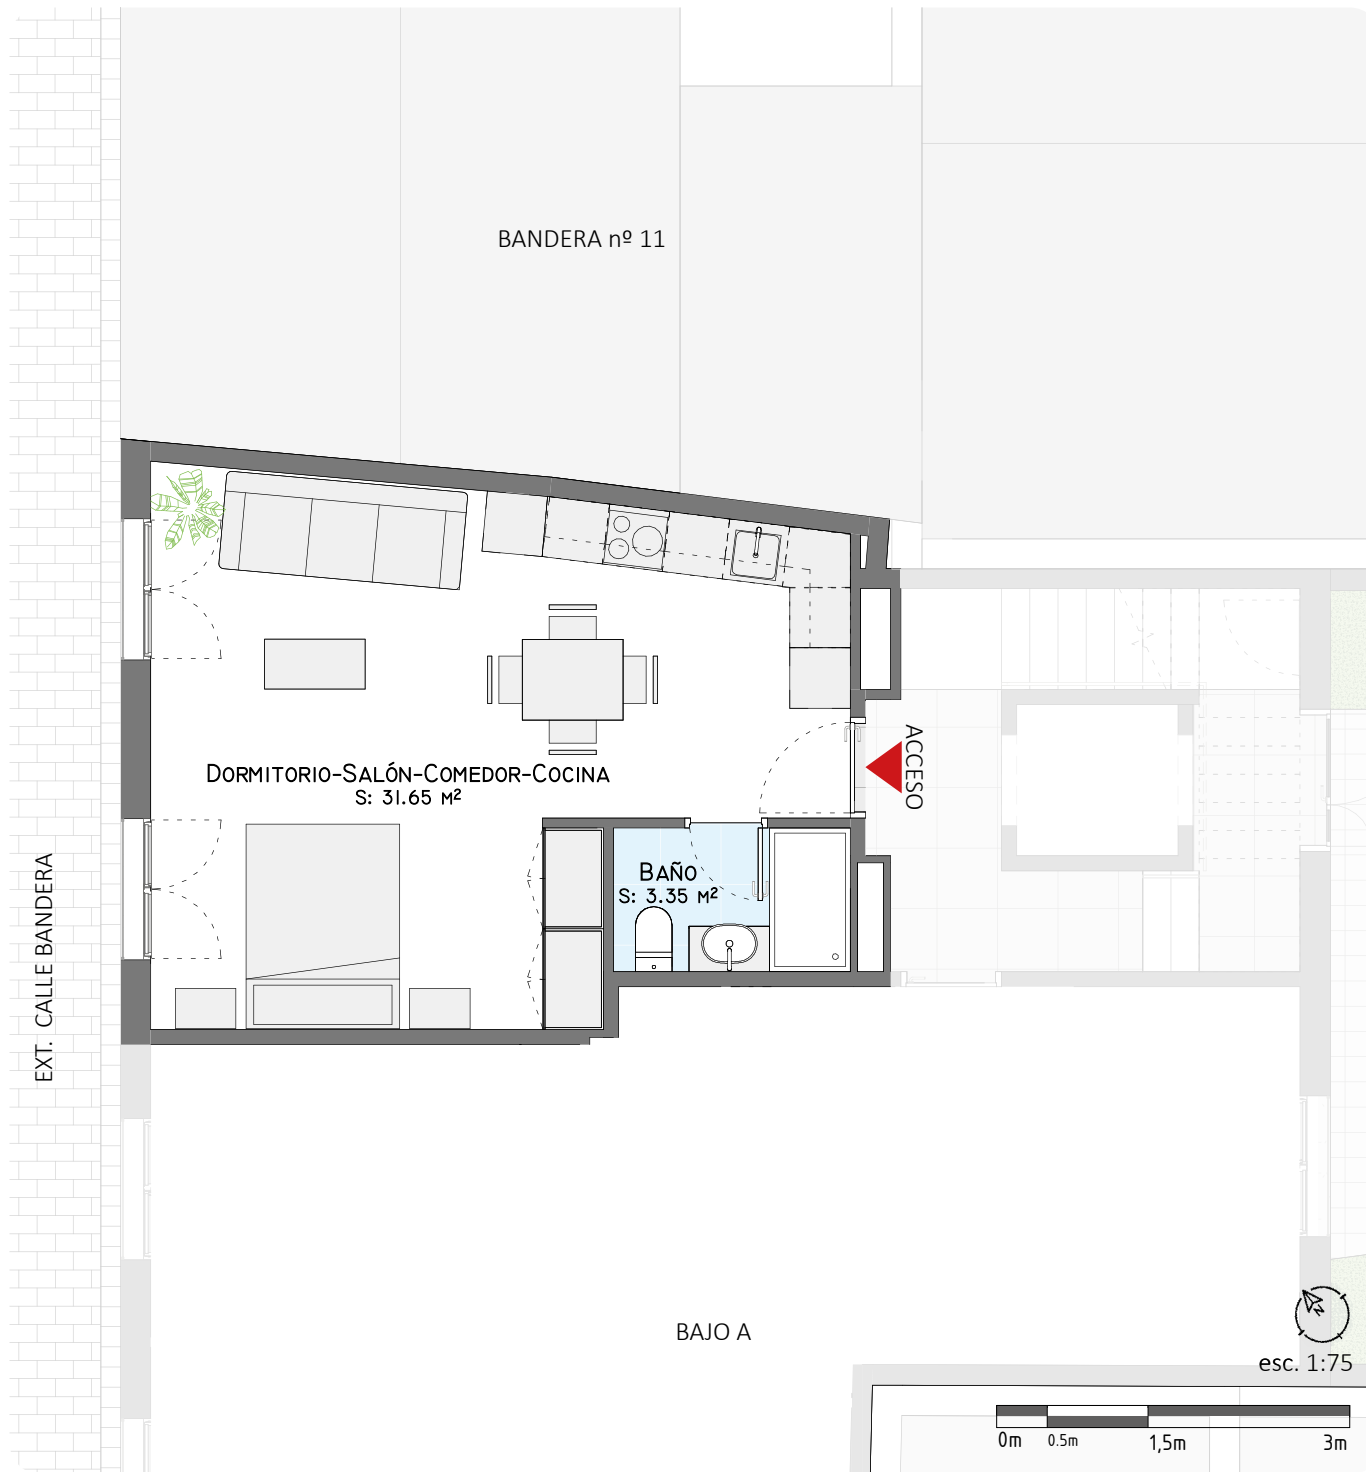 BANDERA nº 11
DORMITORIO-SALÓN-COMEDOR-COCINA
S: 31.65 M²
ACCESO
BAÑO
S: 3.35 M²
EXT. CALLE BANDERA
BAJO A
N
esc. 1:75
0m 0.5m 1,5m 3m